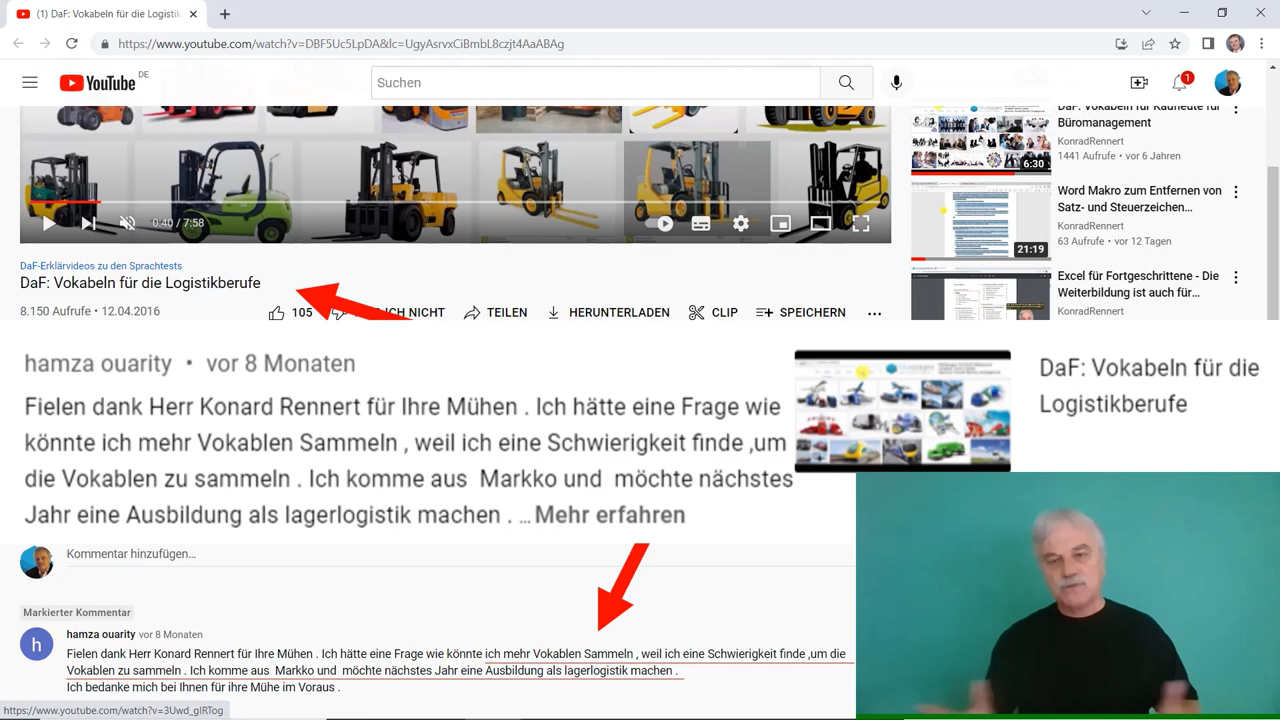 (1) DaF: Vokabeln für die Logistik
https://www.youtube.com/watch?v=DBF5Uc5LpDA&lc=UgyAsrvxCiBmbL8czjt4AaABAg
YouTube DE
Suchen
1
DaF: Vokabeln für Kaufleute für
Büromanagement
KonradRennert
1441 Aufrufe • vor 6 Jahren
6:30
Word Makro zum Entfernen von
Satz- und Steuerzeichen...
KonradRennert
63 Aufrufe • vor 12 Tagen
21:19
Excel für Fortgeschrittene - Die
Weiterbildung ist auch für...
KonradRennert
0:40 / 7:58
DaF-Erklärvideos zu den Sprachtests
DaF: Vokabeln für die Logistikberufe
8.150 Aufrufe • 12.04.2016
ICH NICHT
TEILEN
HERUNTERLADEN
CLIP
SPEICHERN
hamza ouarity • vor 8 Monaten
Fielen dank Herr Konard Rennert für Ihre Mühen . Ich hätte eine Frage wie
könnte ich mehr Vokablen Sammeln , weil ich eine Schwierigkeit finde ,um
die Vokablen zu sammeln . Ich komme aus Markko und möchte nächstes
Jahr eine Ausbildung als lagerlogistik machen . ... Mehr erfahren
DaF: Vokabeln für die
Logistikberufe
Kommentar hinzufügen...
Markierter Kommentar
h
hamza ouarity vor 8 Monaten
Fielen dank Herr Konard Rennert für Ihre Mühen . Ich hätte eine Frage wie könnte ich mehr Vokablen Sammeln , weil ich eine Schwierigkeit finde ,um die
Vokablen zu sammeln . Ich komme aus Markko und möchte nächstes Jahr eine Ausbildung als lagerlogistik machen .
Ich bedanke mich bei Ihnen für ihre Mühe im Voraus .
https://www.youtube.com/watch?v=3Uwd_gIRTog